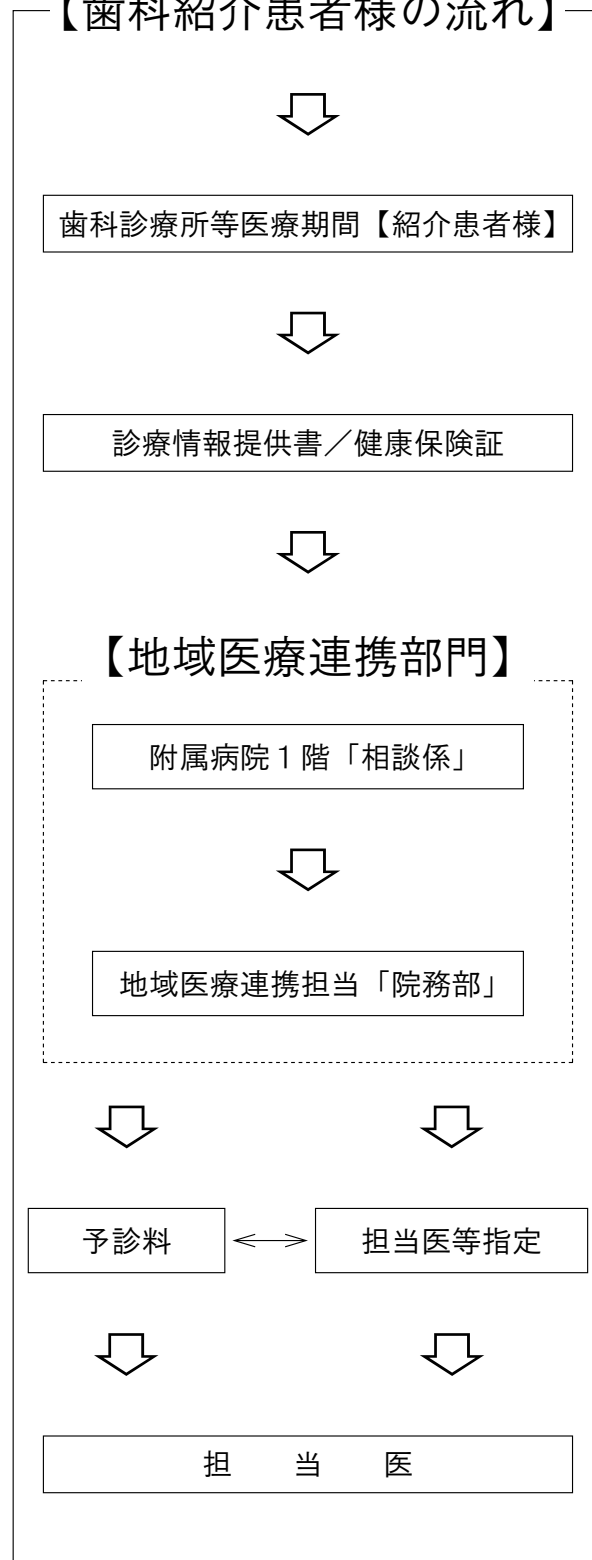 【歯科紹介患者様の流れ】
歯科診療所等医療期間【紹介患者様】
診療情報提供書／健康保険証
【地域医療連携部門】
附属病院１階「相談係」
地域医療連携担当「院務部」
予診料
担当医等指定
担　当　医